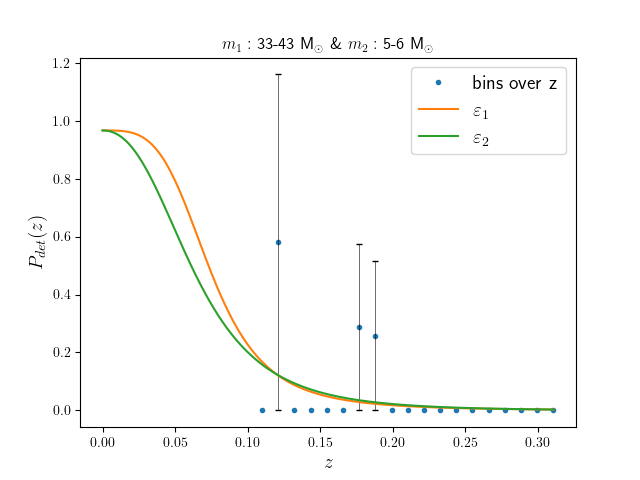 m₁ : 33-43 M⊙ & m₂ : 5-6 M⊙
bins over z
ε₁
ε₂
P_det(z)
1.2
1.0
0.8
0.6
0.4
0.2
0.0
0.00 0.05 0.10 0.15 0.20 0.25 0.30
z